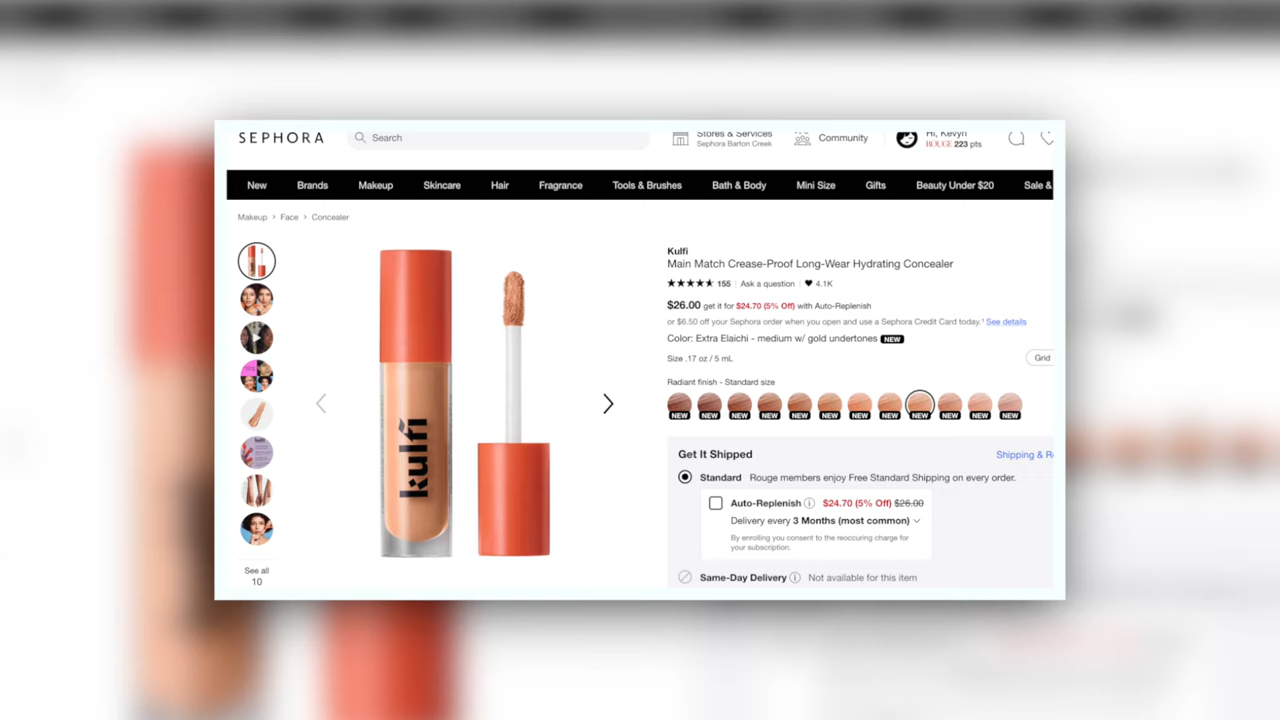 SEPHORA
Search
Stores & Services
Sephora Barton Creek
Community
Hi, Kevyn
ROUGE 223 pts
New Brands Makeup Skincare Hair Fragrance Tools & Brushes Bath & Body Mini Size Gifts Beauty Under $20 Sale &
Makeup > Face > Concealer
Kulfi
Main Match Crease-Proof Long-Wear Hydrating Concealer
155 Ask a question 4.1K
$26.00 get it for $24.70 (5% Off) with Auto-Replenish
or $6.50 off your Sephora order when you open and use a Sephora Credit Card today.¹ See details
Color: Extra Elaichi - medium w/ gold undertones NEW
Size .17 oz / 5 mL
Grid
Radiant finish - Standard size
NEW NEW NEW NEW NEW NEW NEW NEW NEW NEW NEW NEW
kulfi
Get It Shipped
Shipping & R
Standard Rouge members enjoy Free Standard Shipping on every order.
Auto-Replenish $24.70 (5% Off) $26.00
Delivery every 3 Months (most common)
By enrolling you consent to the reoccuring charge for
your subscription.
Same-Day Delivery Not available for this item
See all
10